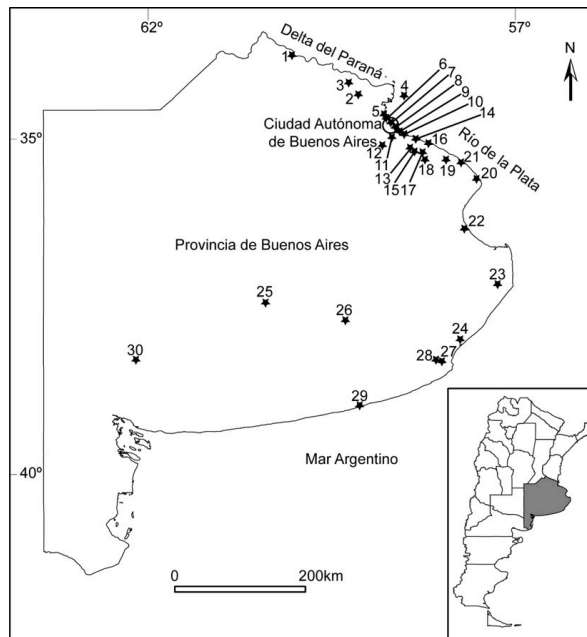 62º
57º
N
Delta del Paraná
1
3
2
4
5
6
7
8
9
10
14
35º
Ciudad Autónoma
de Buenos Aires
Río de la Plata
12
11
13
15
17
16
18
19
21
20
22
Provincia de Buenos Aires
23
25
26
24
30
28
27
29
Mar Argentino
40º
0
200km